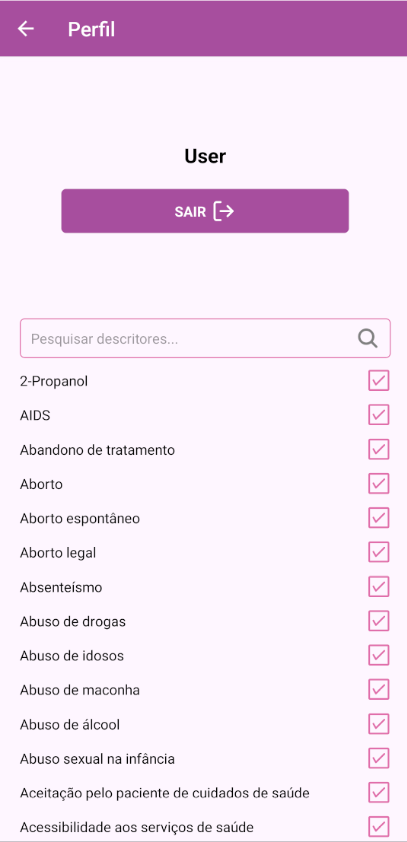 Perfil
User
SAIR
Pesquisar descritores...
2-Propanol
AIDS
Abandono de tratamento
Aborto
Aborto espontâneo
Aborto legal
Absenteísmo
Abuso de drogas
Abuso de idosos
Abuso de maconha
Abuso de álcool
Abuso sexual na infância
Aceitação pelo paciente de cuidados de saúde
Acessibilidade aos serviços de saúde